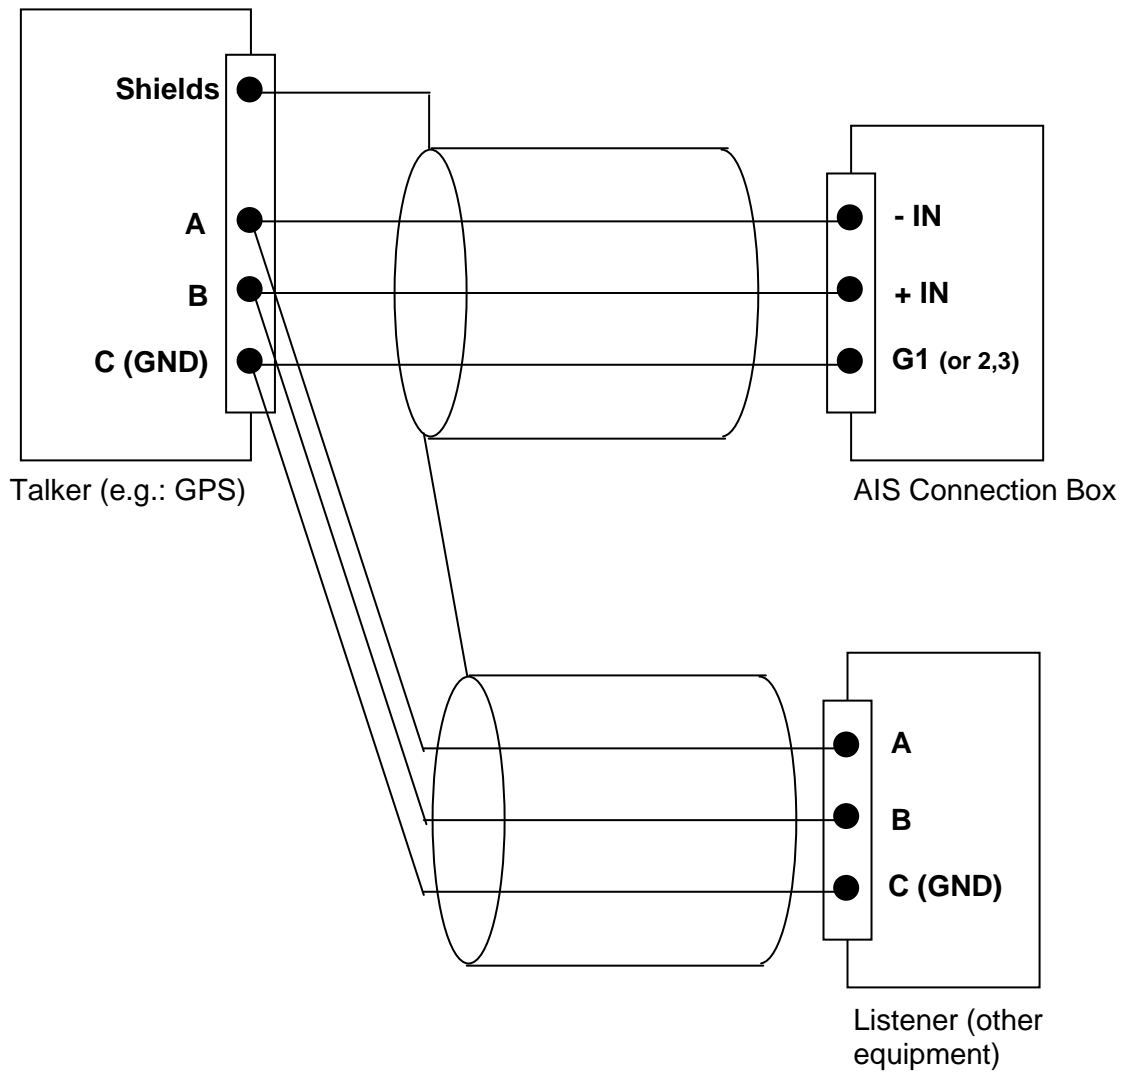 Shields
A
B
C (GND)
Talker (e.g.: GPS)
- IN
+ IN
G1 (or 2,3)
AIS Connection Box
A
B
C (GND)
Listener (other
equipment)